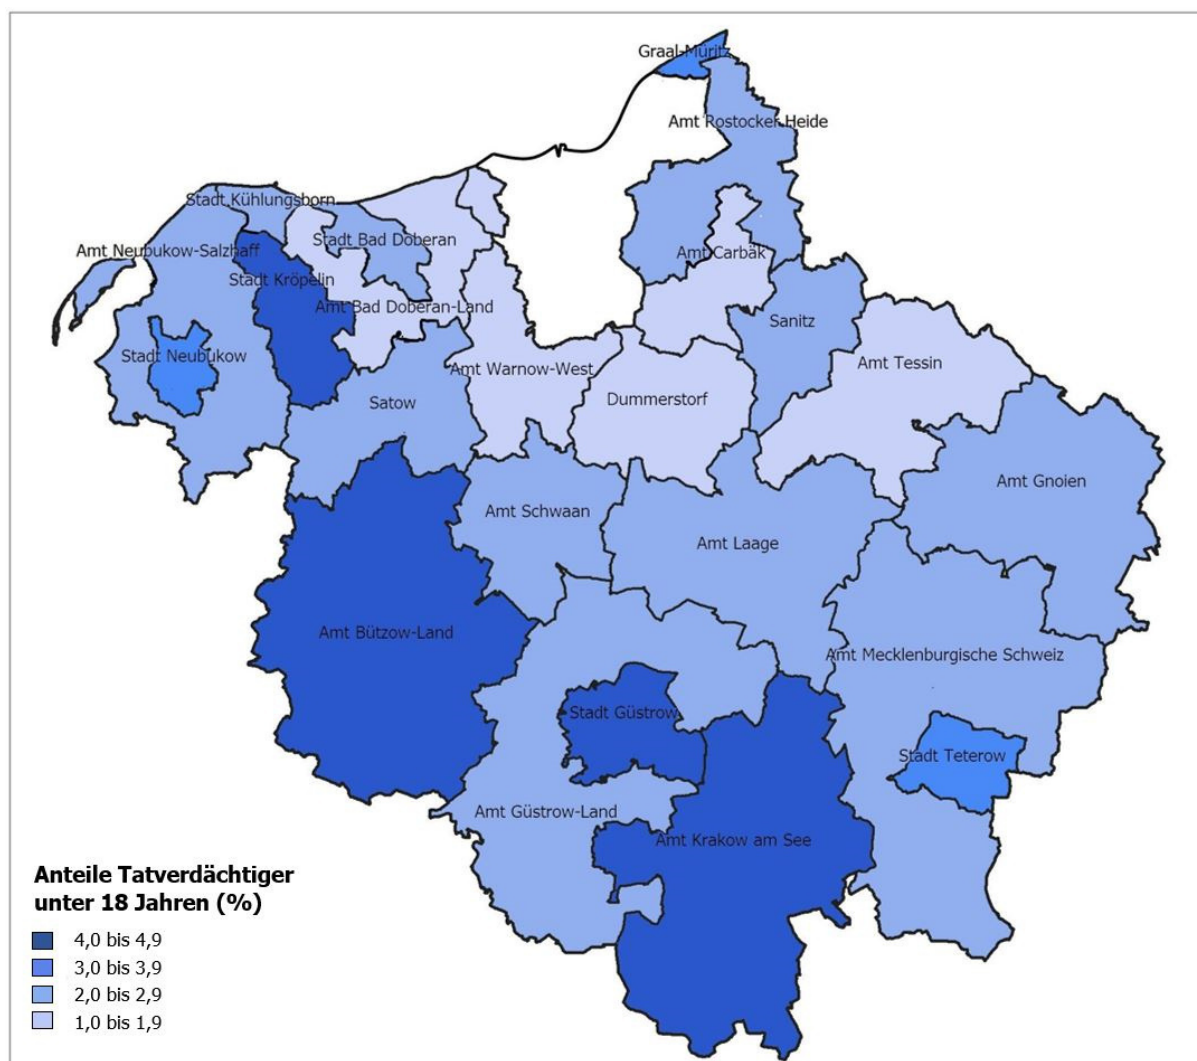 Graal-Müritz
Amt Rostocker Heide
Stadt Kühlungsborn
Stadt Bad Doberan
Amt Neubukow-Salzhaff
Amt Carbäk
Stadt Kröpelin
Amt Bad Doberan-Land
Sanitz
Stadt Neubukow
Amt Warnow-West
Amt Tessin
Satow
Dummerstorf
Amt Gnoien
Amt Schwaan
Amt Laage
Amt Bützow-Land
Amt Mecklenburgische Schweiz
Stadt Güstrow
Stadt Teterow
Amt Güstrow-Land
Amt Krakow am See
Anteile Tatverdächtiger
unter 18 Jahren (%)
4,0 bis 4,9
3,0 bis 3,9
2,0 bis 2,9
1,0 bis 1,9